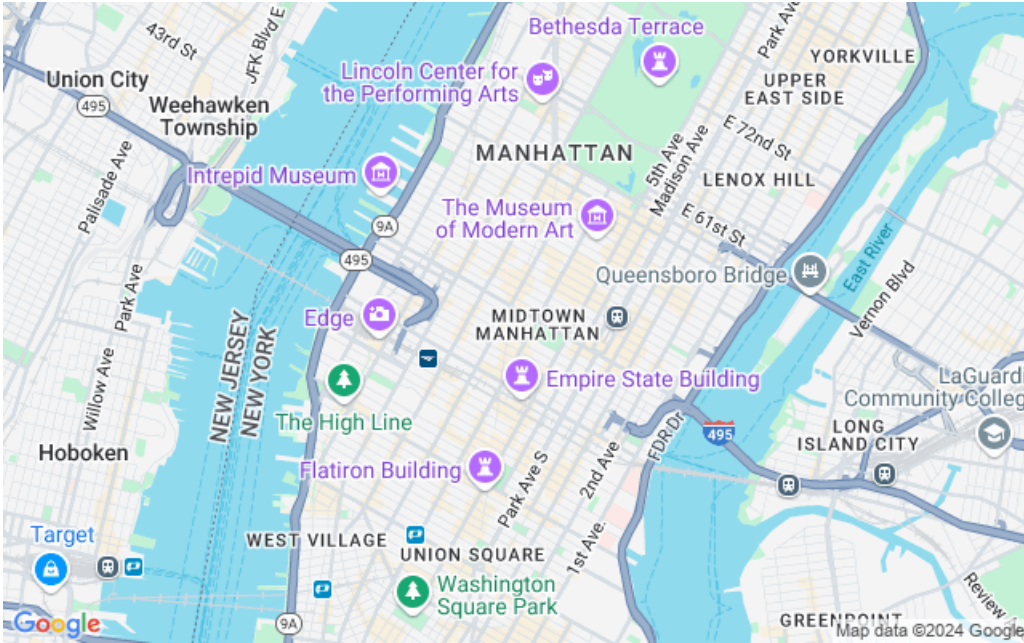 43rd St
JFK Blvd E
Bethesda Terrace
Park Ave
YORKVILLE
Union City
495
Lincoln Center for
the Performing Arts
UPPER
EAST SIDE
Weehawken
Township
E 72nd St
Palisade Ave
MANHATTAN
5th Ave
Madison Ave
Intrepid Museum
LENOX HILL
The Museum
of Modern Art
E 61st St
9A
495
Queensboro Bridge
East River
Park Ave
Vernon Blvd
Edge
MIDTOWN
MANHATTAN
NEW JERSEY
NEW YORK
Willow Ave
Empire State Building
LaGuardi
Community Colleg
The High Line
495
FDR Dr
LONG
ISLAND CITY
Hoboken
Flatiron Building
Park Ave S
2nd Ave
Target
WEST VILLAGE
UNION SQUARE
1st Ave.
Washington
Square Park
Review
9A
GREENPOINT
Google
Map data ©2024 Google